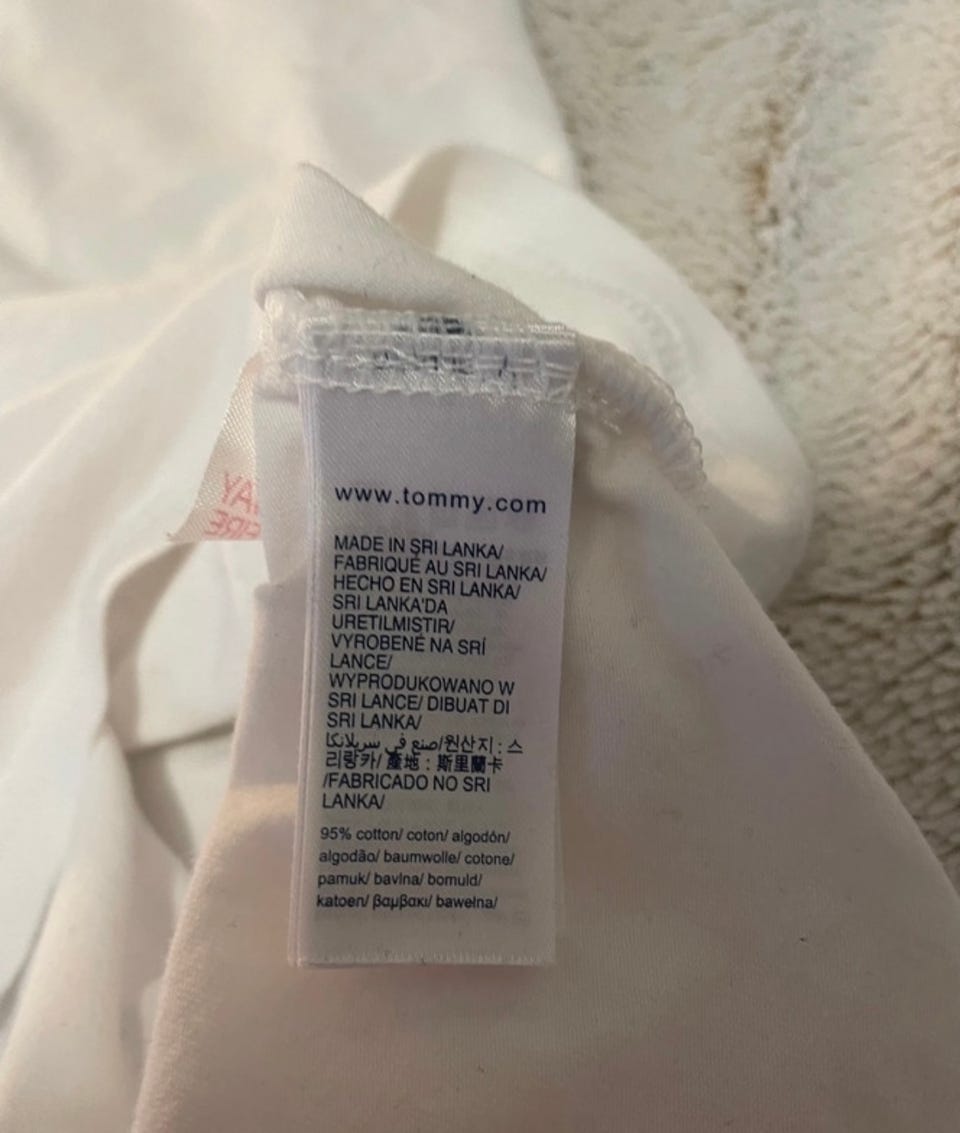 www.tommy.com
MADE IN SRI LANKA/
FABRIQUÉ AU SRI LANKA/
HECHO EN SRI LANKA/
SRI LANKA'DA
URETILMIŞTIR/
VYROBENÉ NA SRÍ
LANCE/
WYPRODUKOWANO W
SRI LANCE/ DIBUAT DI
SRI LANKA/
صنع في سريلانكا/원산지 : 스
리랑카/ 產地 : 斯里蘭卡
/FABRICADO NO SRI
LANKA/
95% cotton/ coton/ algodón/
algodão/ baumwolle/ cotone/
pamuk/ bavlna/ bomuld/
katoen/ βαμβακι/ bawełna/